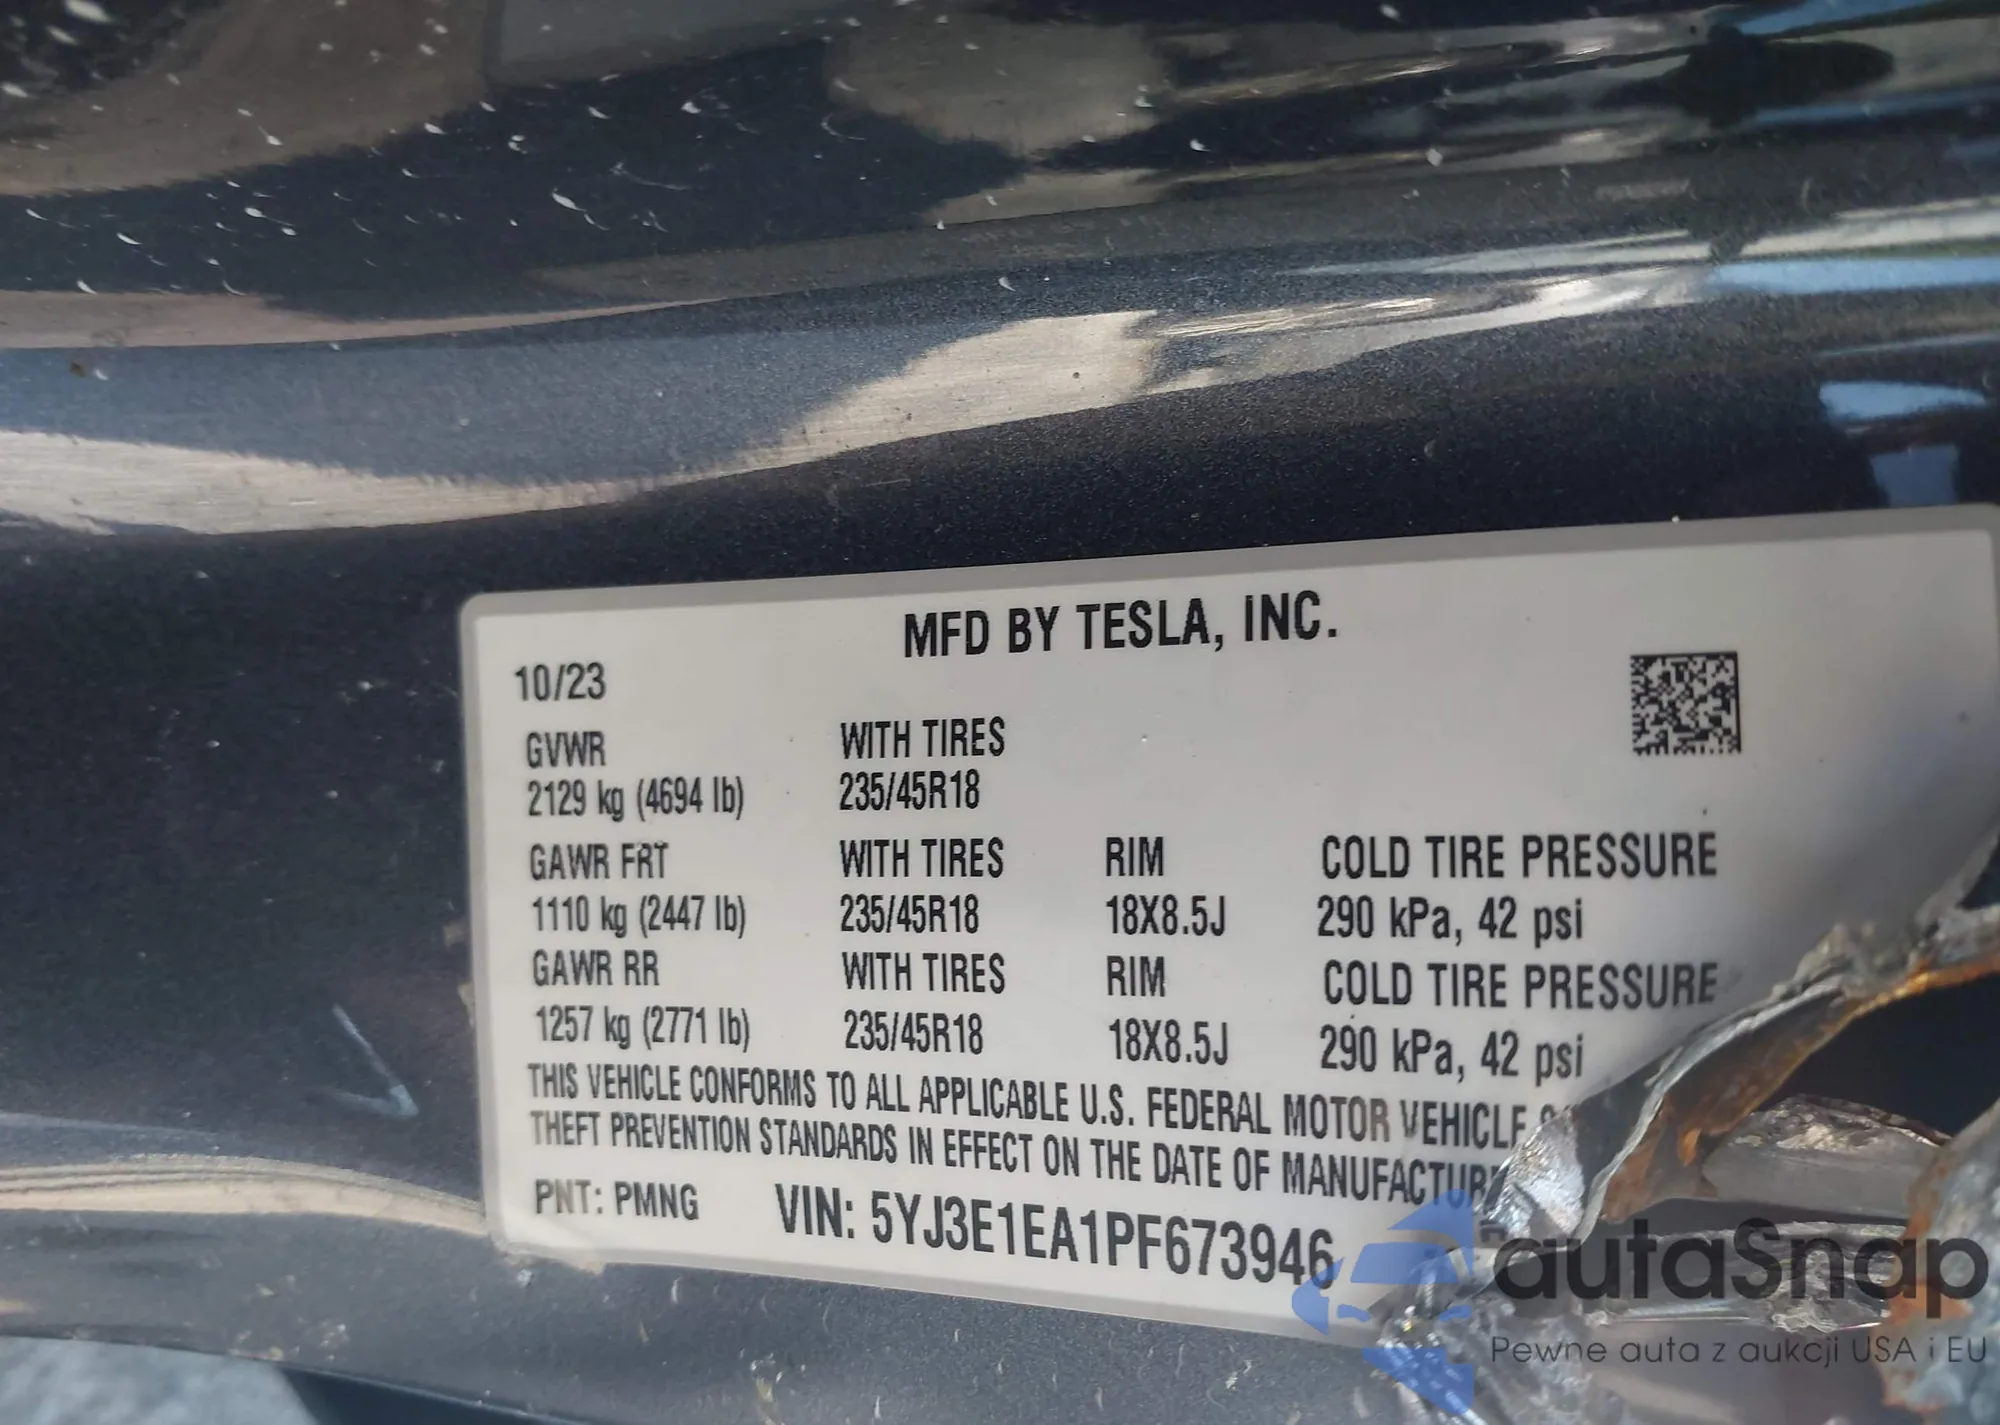 MFD BY TESLA, INC.
10/23
GVWR WITH TIRES
2129 kg (4694 lb) 235/45R18
GAWR FRT WITH TIRES RIM COLD TIRE PRESSURE
1110 kg (2447 lb) 235/45R18 18X8.5J 290 kPa, 42 psi
GAWR RR WITH TIRES RIM COLD TIRE PRESSURE
1257 kg (2771 lb) 235/45R18 18X8.5J 290 kPa, 42 psi
THIS VEHICLE CONFORMS TO ALL APPLICABLE U.S. FEDERAL MOTOR VEHICLE
THEFT PREVENTION STANDARDS IN EFFECT ON THE DATE OF
PNT: PMNG VIN: 5YJ3E1EA1PF673946
autaSnap
Pewne auta z aukcji USA i EU